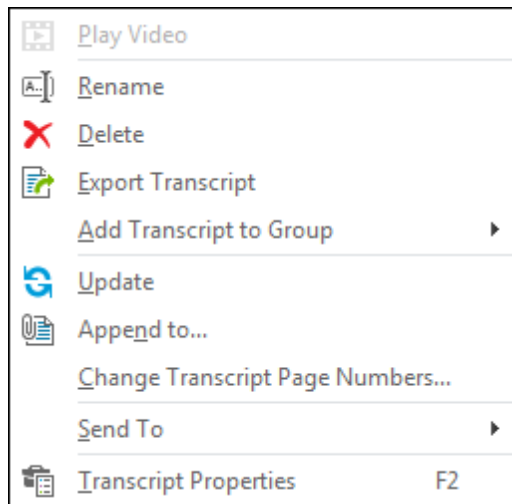 Play Video
Rename
Delete
Export Transcript
Add Transcript to Group
Update
Append to...
Change Transcript Page Numbers...
Send To
Transcript Properties F2